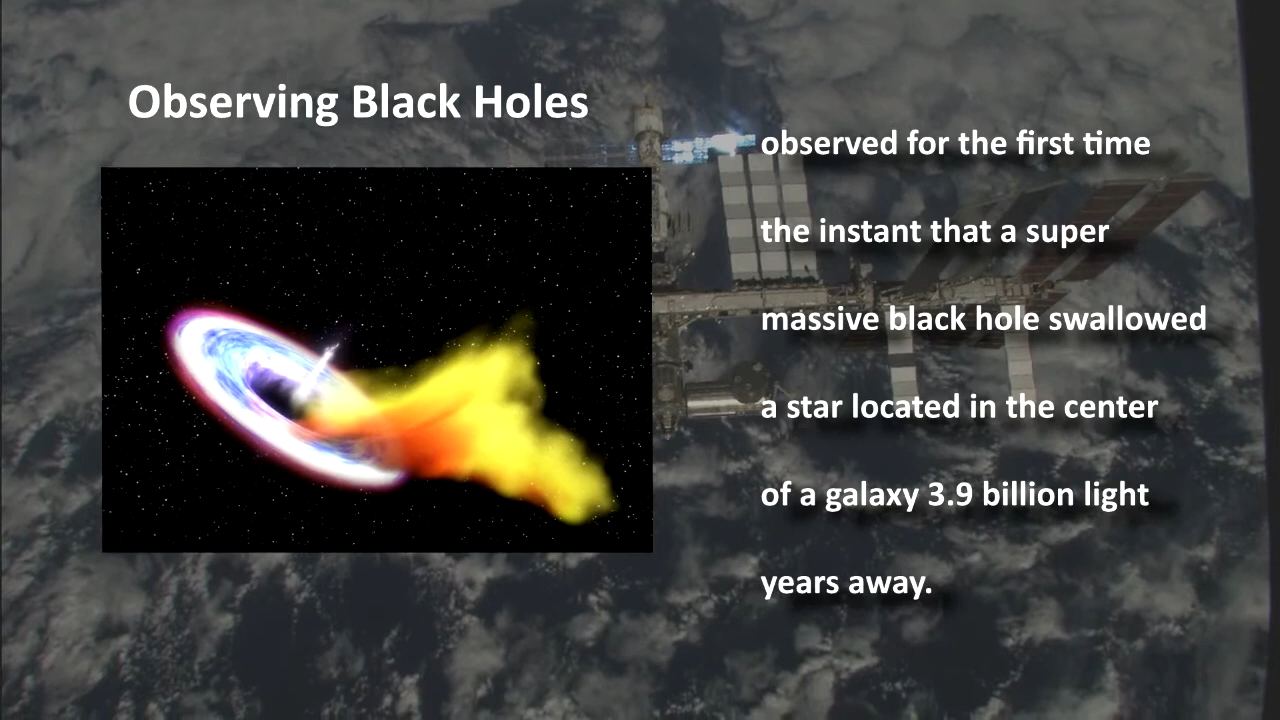 Observing Black Holes
observed for the first time
the instant that a super
massive black hole swallowed
a star located in the center
of a galaxy 3.9 billion light
years away.